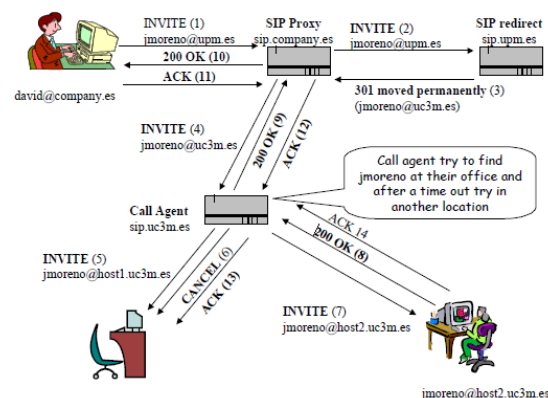 INVITE (1)
jmoreno@upm.es
SIP Proxy
sip.company.es
INVITE (2)
jmoreno@upm.es
SIP redirect
sip.upm.es
200 OK (10)
ACK (11)
david@company.es
301 moved permanently (3)
(jmoreno@uc3m.es)
INVITE (4)
jmoreno@uc3m.es
200 OK (9)
ACK (12)
Call agent try to find
jmoreno at their office and
after a time out try in
another location
Call Agent
sip.uc3m.es
ACK 14
200 OK (8)
INVITE (5)
jmoreno@host1.uc3m.es
CANCEL (6)
ACK (13)
INVITE (7)
jmoreno@host2.uc3m.es
jmoreno@host2.uc3m.es